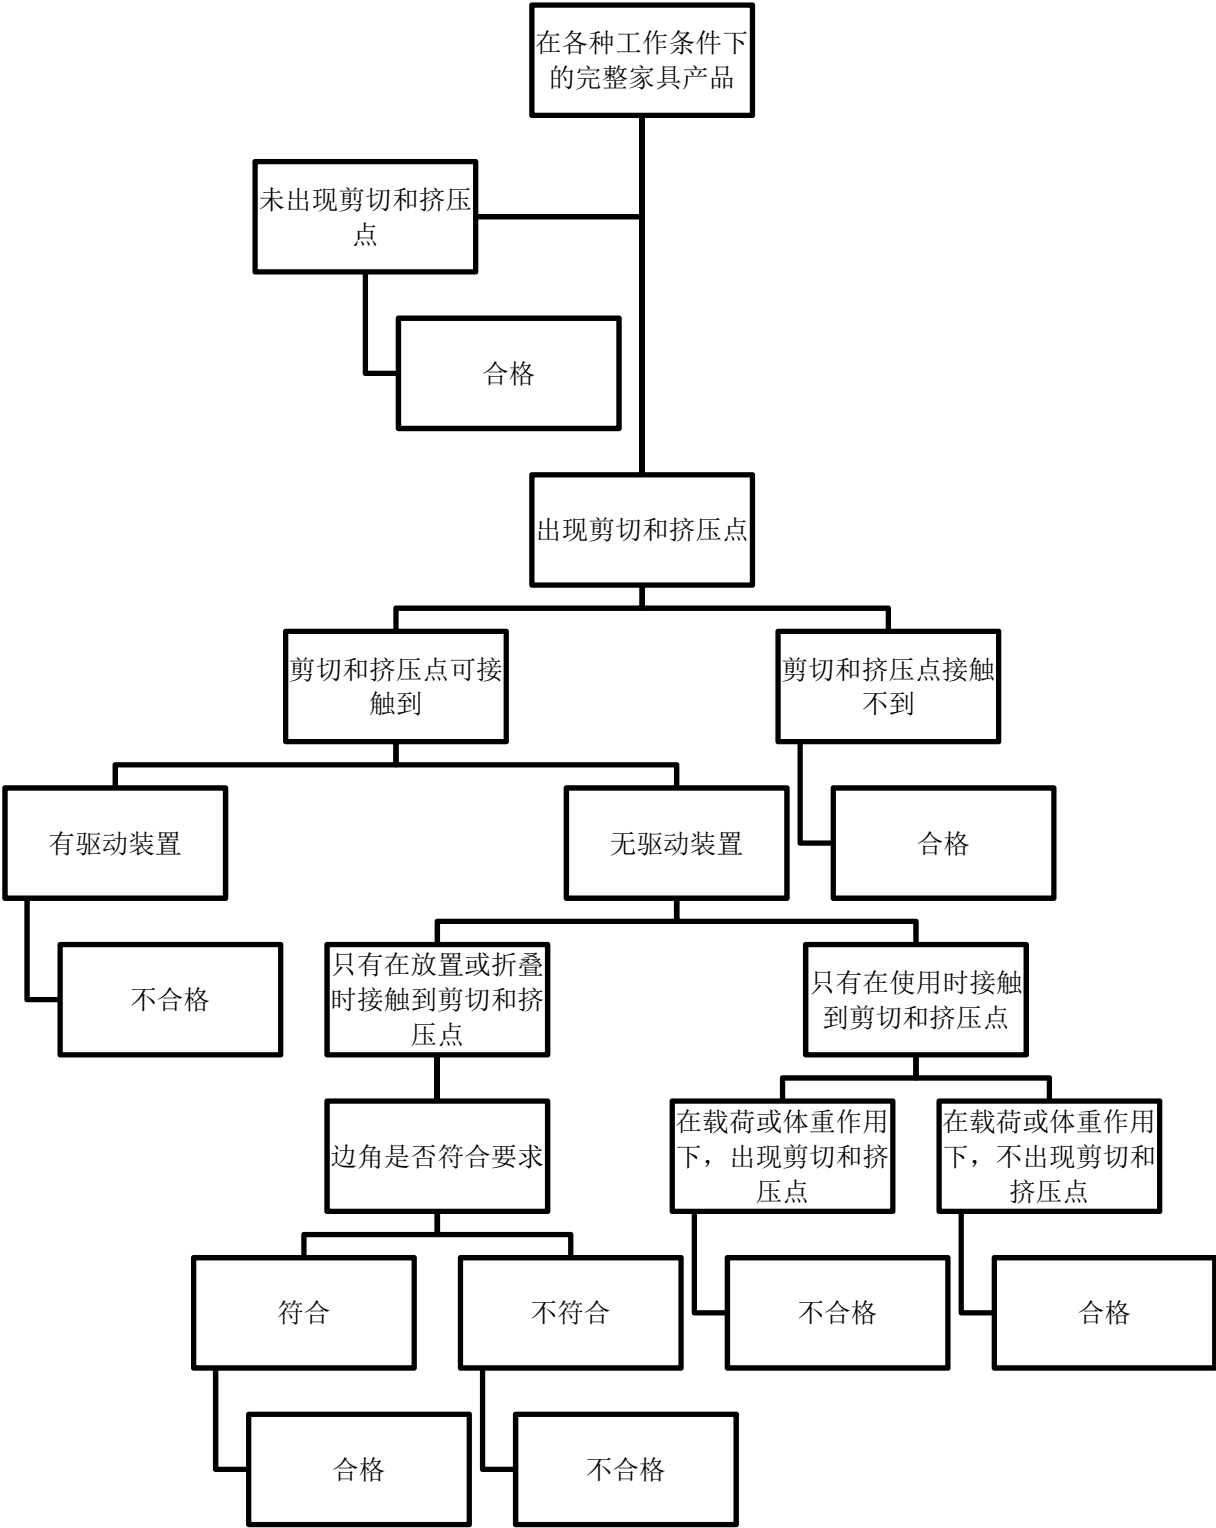 在各种工作条件下
的完整家具产品
未出现剪切和挤压
点
合格
出现剪切和挤压点
剪切和挤压点可接
触到
剪切和挤压点接触
不到
有驱动装置
无驱动装置
合格
不合格
只有在放置或折叠
时接触到剪切和挤
压点
只有在使用时接触
到剪切和挤压点
边角是否符合要求
在载荷或体重作用
下，出现剪切和挤
压点
在载荷或体重作用
下，不出现剪切和
挤压点
符合
不符合
不合格
合格
合格
不合格